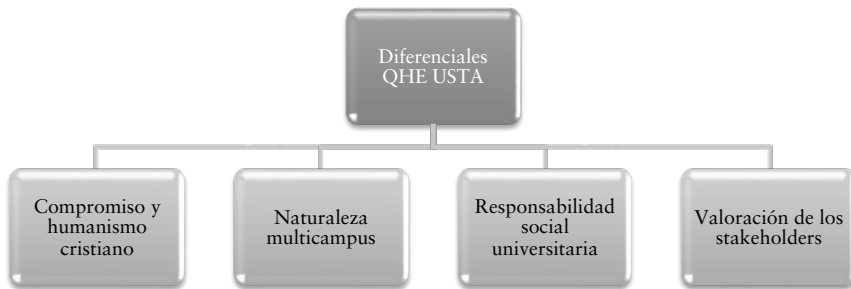 Diferenciales
QHE USTA
Compromiso y
humanismo
cristiano
Naturaleza
multicampus
Responsabilidad
social
universitaria
Valoración de los
stakeholders